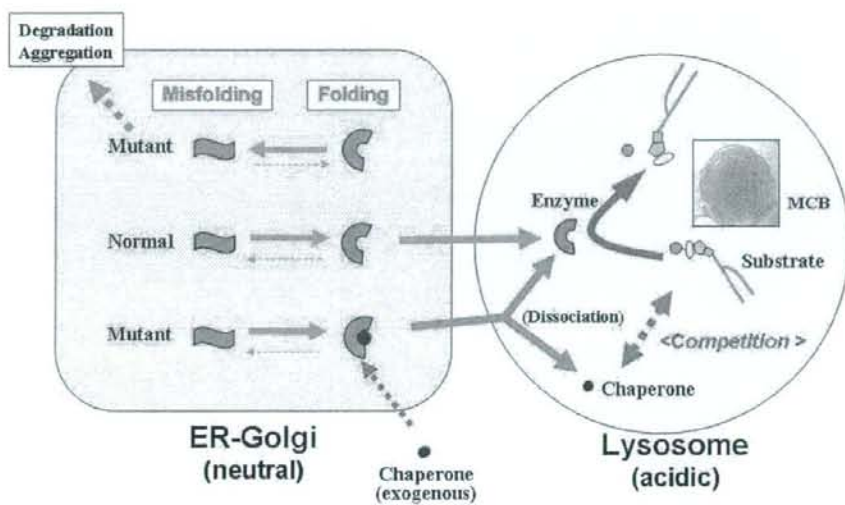 Degradation
Aggregation
Misfolding
Folding
Mutant
Normal
Mutant
ER-Golgi
(neutral)
Chaperone
(exogenous)
Enzyme
MCB
Substrate
(Dissociation)
<Competition >
Chaperone
Lysosome
(acidic)